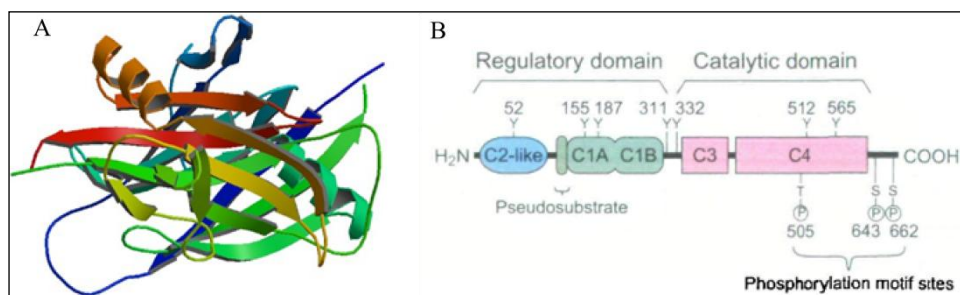 A
B
Regulatory domain
Catalytic domain
52
155
187
311
332
512
565
Y
Y Y
Y Y
Y
Y
H₂N
C2-like
C1A
C1B
C3
C4
COOH
Pseudosubstrate
T
S
S
P
P
P
505
643
662
Phosphorylation motif sites